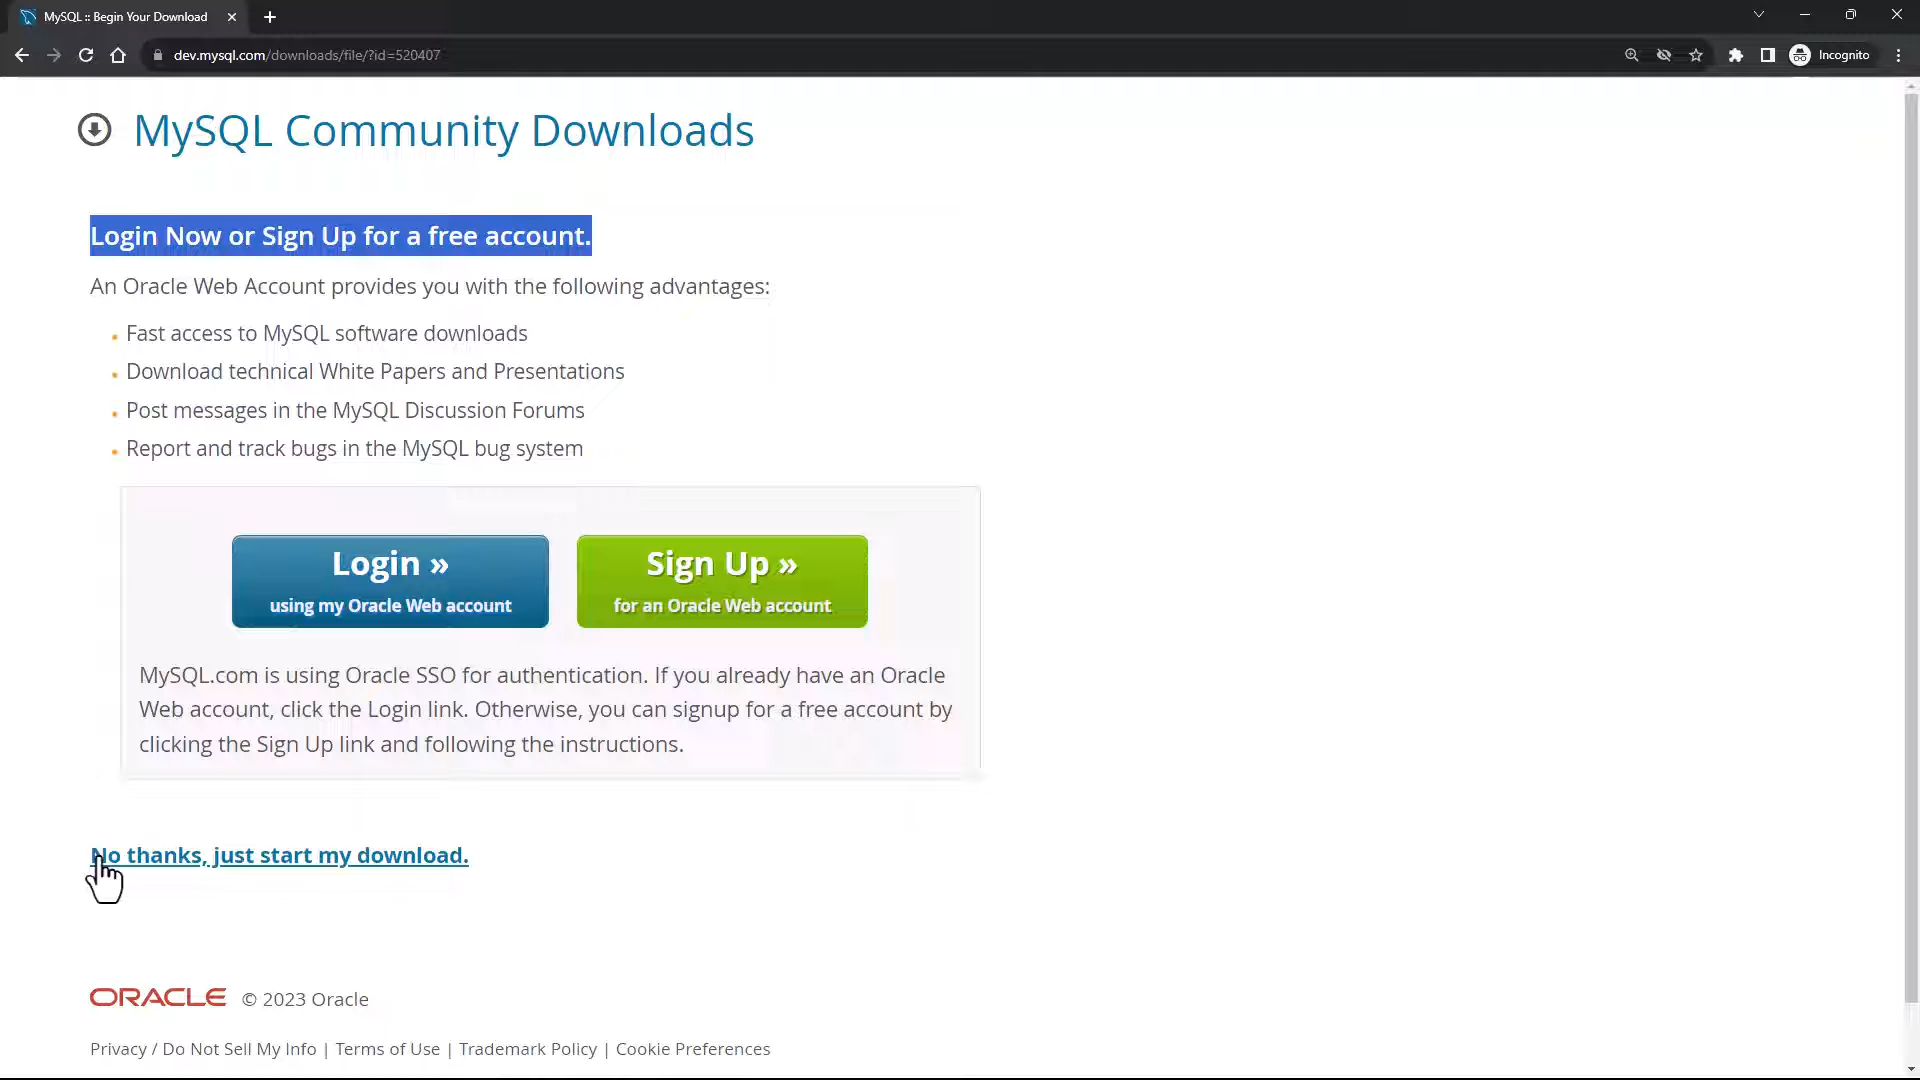 MySQL :: Begin Your Download
dev.mysql.com/downloads/file/?id=520407
Incognito
MySQL Community Downloads
Login Now or Sign Up for a free account.
An Oracle Web Account provides you with the following advantages:
Fast access to MySQL software downloads
Download technical White Papers and Presentations
Post messages in the MySQL Discussion Forums
Report and track bugs in the MySQL bug system
Login »
using my Oracle Web account
Sign Up »
for an Oracle Web account
MySQL.com is using Oracle SSO for authentication. If you already have an Oracle
Web account, click the Login link. Otherwise, you can signup for a free account by
clicking the Sign Up link and following the instructions.
No thanks, just start my download.
ORACLE © 2023 Oracle
Privacy / Do Not Sell My Info | Terms of Use | Trademark Policy | Cookie Preferences